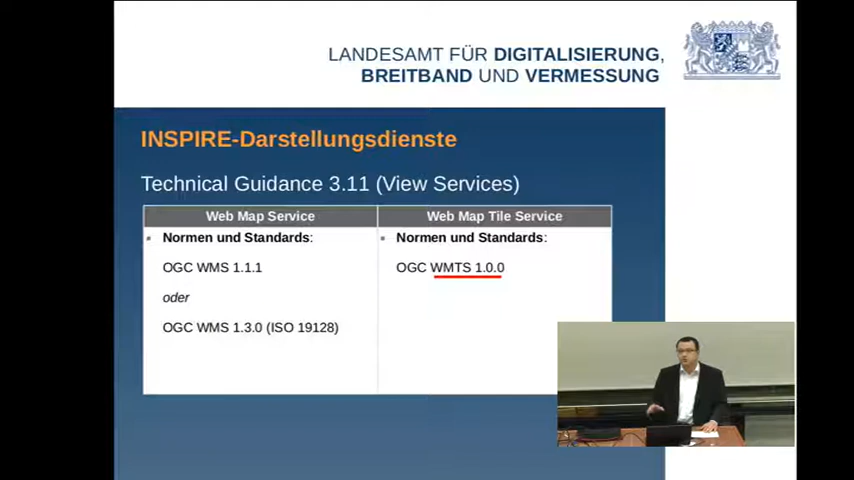 LANDESAMT FÜR DIGITALISIERUNG,
BREITBAND UND VERMESSUNG
INSPIRE-Darstellungsdienste
Technical Guidance 3.11 (View Services)
Web Map Service
Web Map Tile Service
Normen und Standards:
Normen und Standards:
OGC WMS 1.1.1
OGC WMTS 1.0.0
oder
OGC WMS 1.3.0 (ISO 19128)